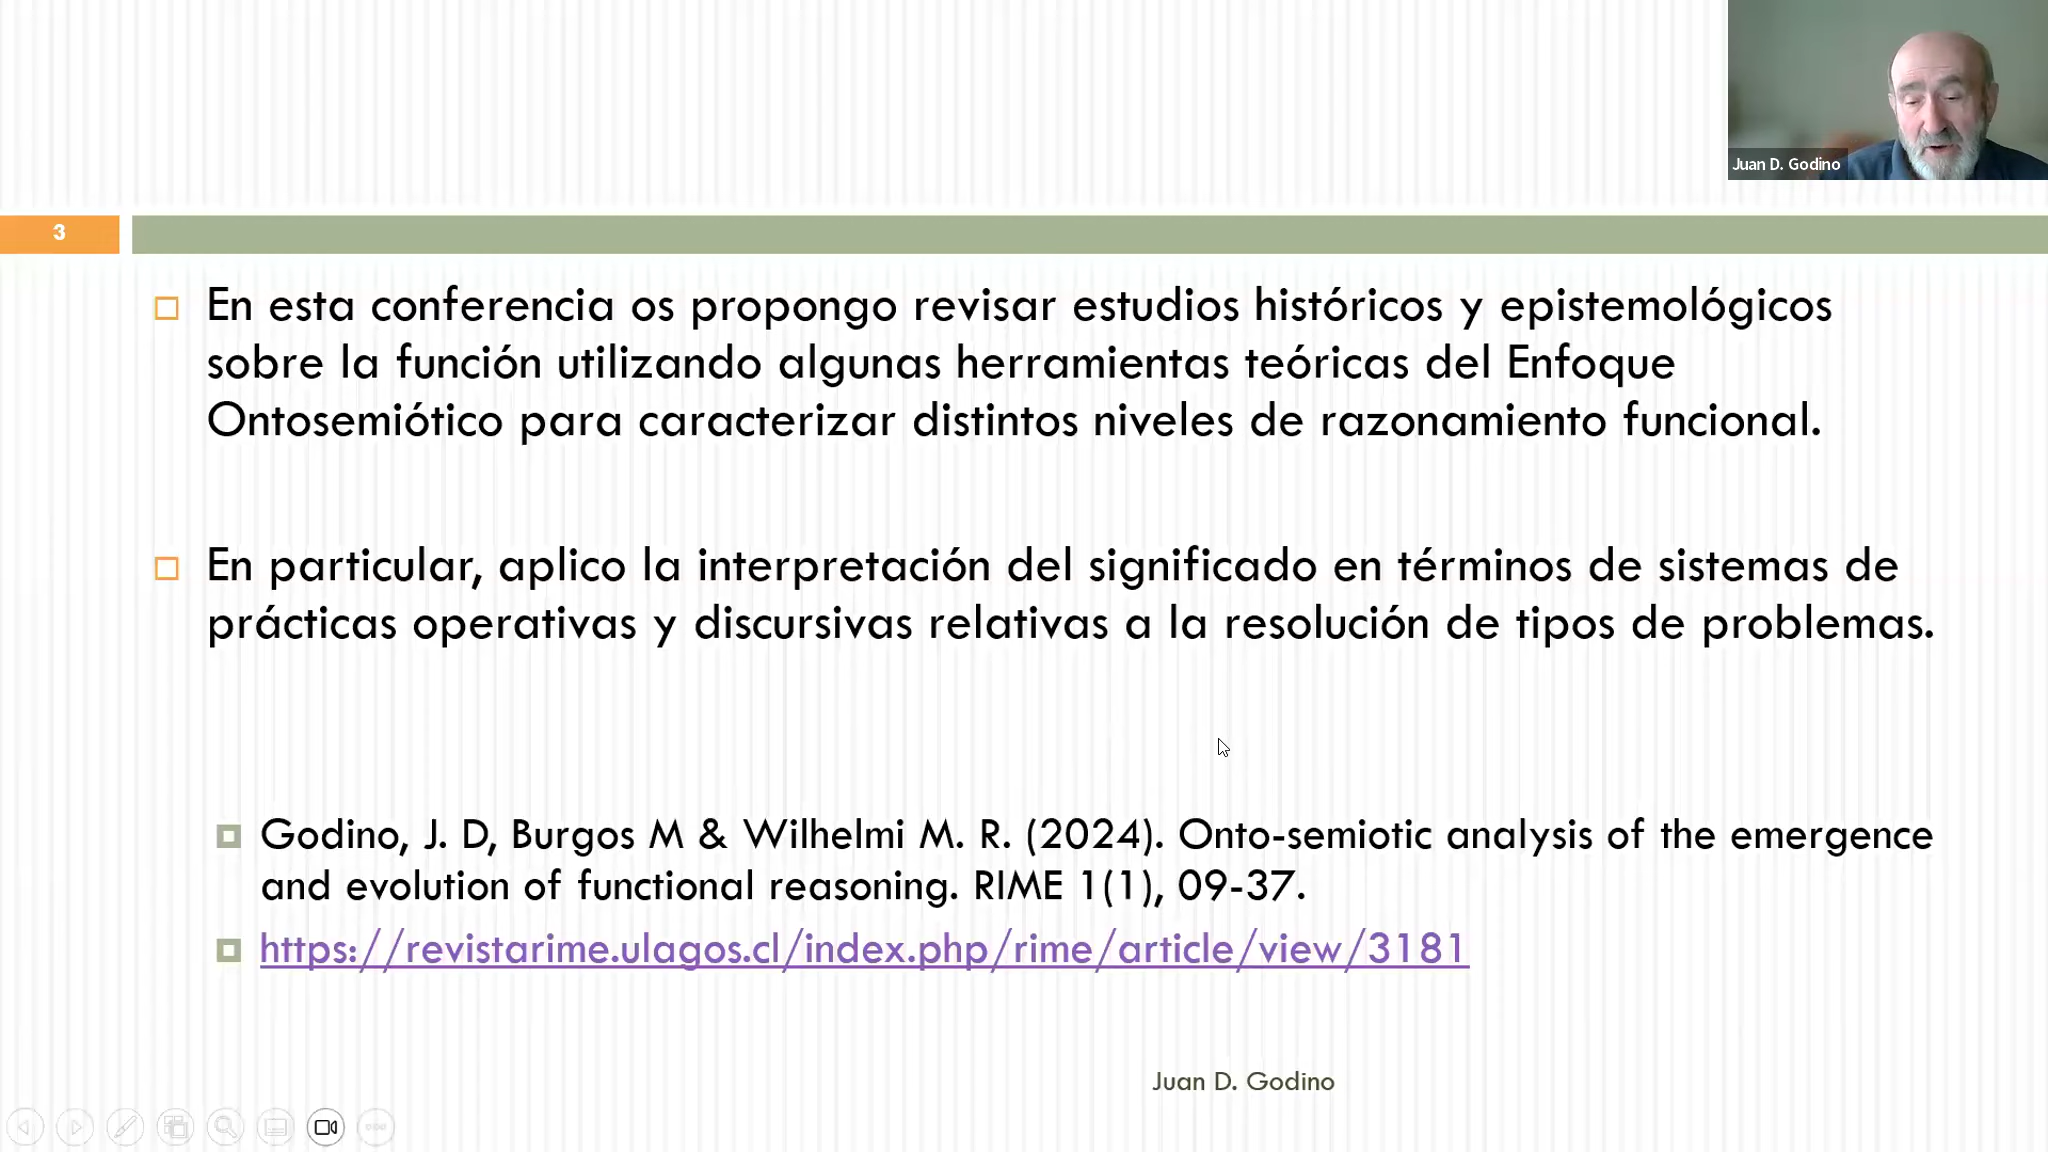 Juan D. Godino
3
En esta conferencia os propongo revisar estudios históricos y epistemológicos
sobre la función utilizando algunas herramientas teóricas del Enfoque
Ontosemiótico para caracterizar distintos niveles de razonamiento funcional.
En particular, aplico la interpretación del significado en términos de sistemas de
prácticas operativas y discursivas relativas a la resolución de tipos de problemas.
Godino, J. D, Burgos M & Wilhelmi M. R. (2024). Onto-semiotic analysis of the emergence
and evolution of functional reasoning. RIME 1(1), 09-37.
https://revistarime.ulagos.cl/index.php/rime/article/view/3181
Juan D. Godino